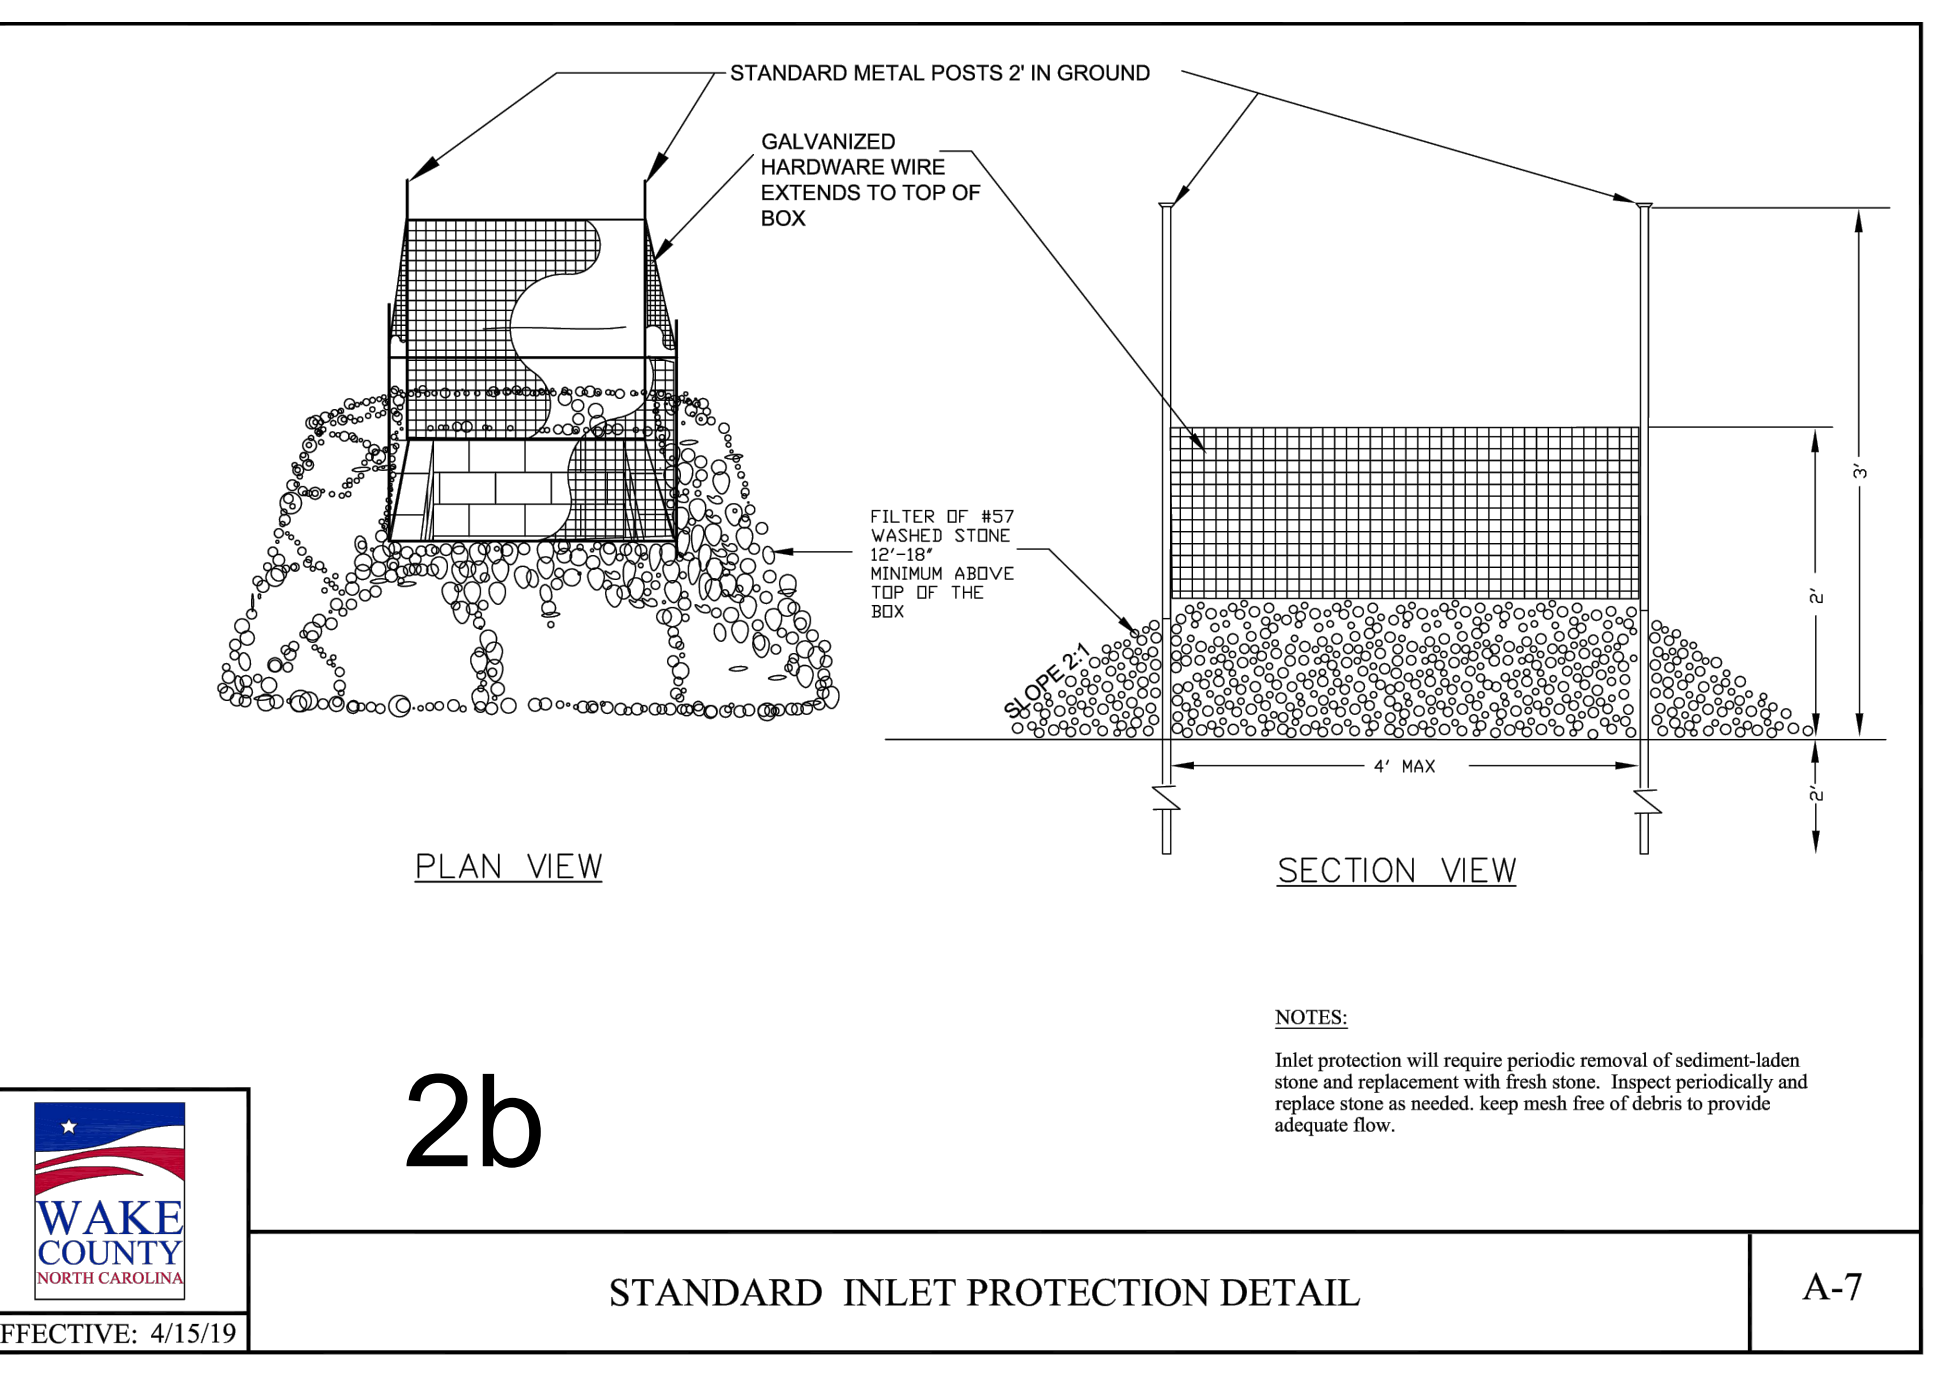 STANDARD METAL POSTS 2' IN GROUND
GALVANIZED
HARDWARE WIRE
EXTENDS TO TOP OF
BOX
FILTER OF #57
WASHED STONE
12'-18"
MINIMUM ABOVE
TOP OF THE
BOX
SLOPE 2:1
3'
2'
4' MAX
2'
PLAN VIEW
SECTION VIEW
NOTES:
Inlet protection will require periodic removal of sediment-laden
stone and replacement with fresh stone. Inspect periodically and
replace stone as needed. keep mesh free of debris to provide
adequate flow.
2b
WAKE
COUNTY
NORTH CAROLINA
FFECTIVE: 4/15/19
STANDARD INLET PROTECTION DETAIL
A-7